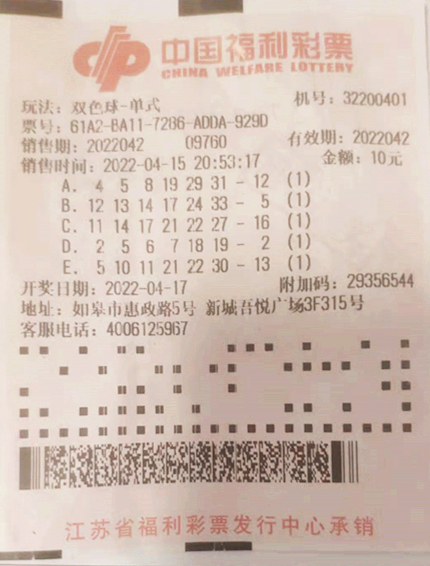 中国福利彩票
CHINA WELFARE LOTTERY
玩法：双色球-单式 机号：32200401
票号：61A2-BA11-7286-ADDA-929D
销售期：2022042 09760 有效期：2022042
销售时间：2022-04-15 20:53:17 金额：10元
A. 4 5 8 19 29 31 - 12 (1)
B. 12 13 14 17 24 33 - 5 (1)
C. 11 14 17 21 22 27 - 16 (1)
D. 2 5 6 7 18 19 - 2 (1)
E. 5 10 11 21 22 30 - 13 (1)
开奖日期：2022-04-17 附加码：29356544
地址：如皋市惠政路5号 新城吾悦广场3F315号
客服电话：4006125967
江苏省福利彩票发行中心承销